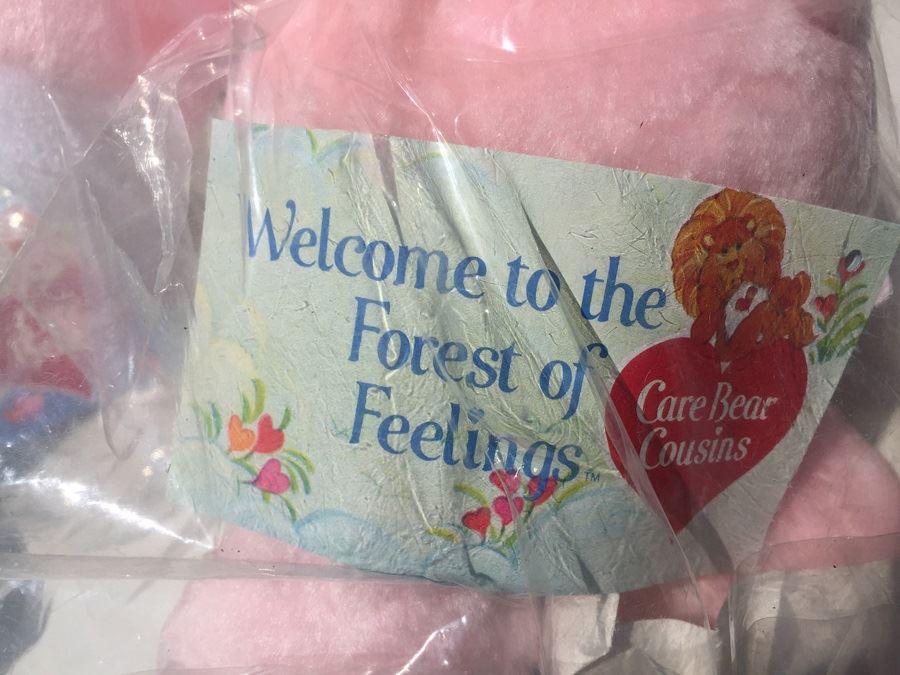 Welcome to the
Forest of
Feelings™
Care Bear
Cousins